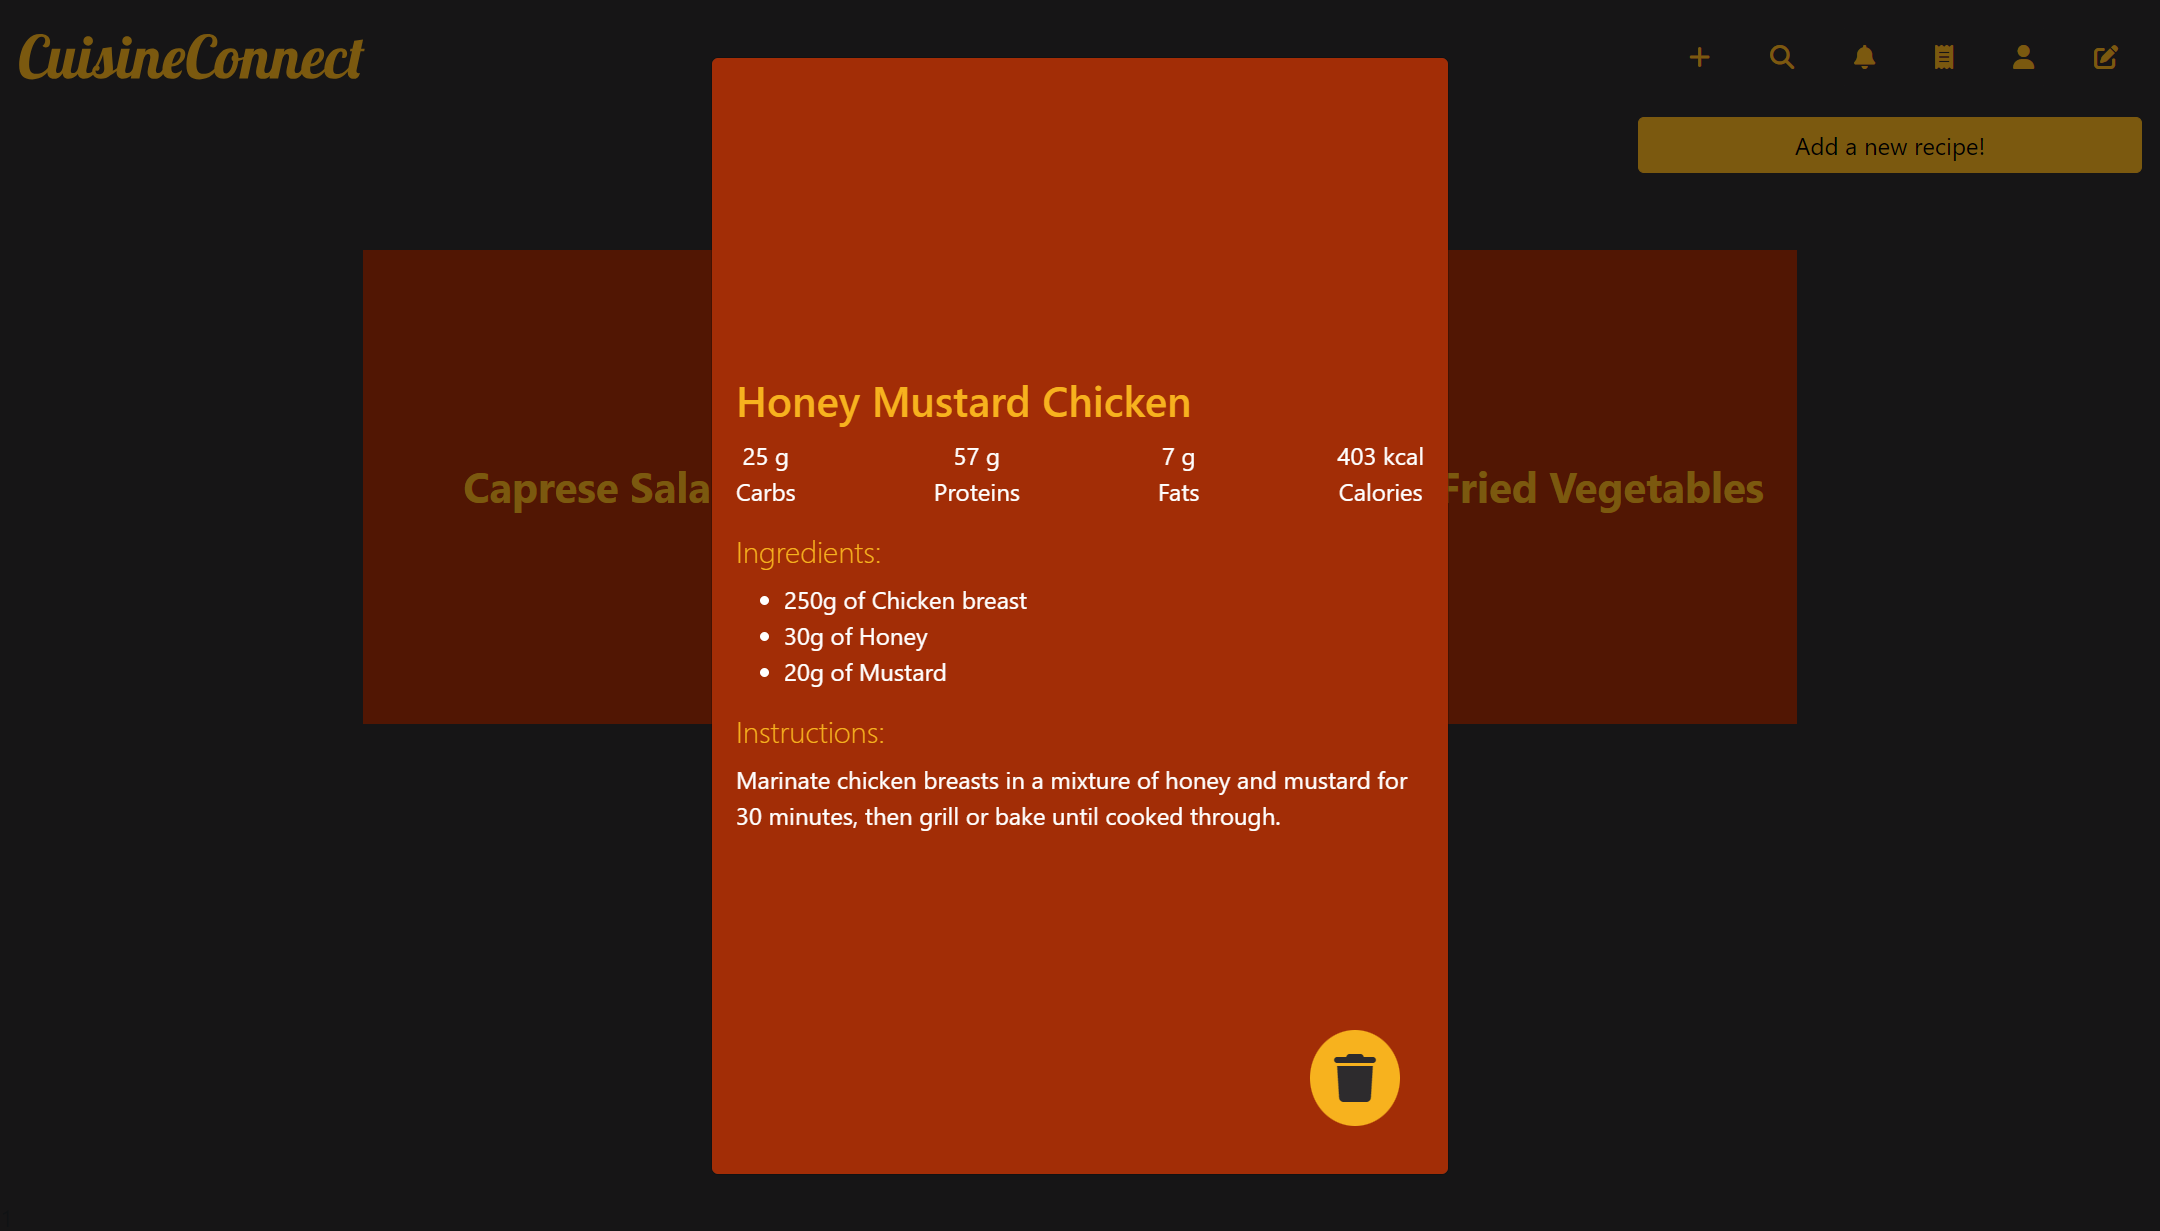 CuisineConnect
Add a new recipe!
Caprese Sala
Fried Vegetables
Honey Mustard Chicken
25 g 57 g 7 g 403 kcal
Carbs Proteins Fats Calories
Ingredients:
• 250g of Chicken breast
• 30g of Honey
• 20g of Mustard
Instructions:
Marinate chicken breasts in a mixture of honey and mustard for
30 minutes, then grill or bake until cooked through.